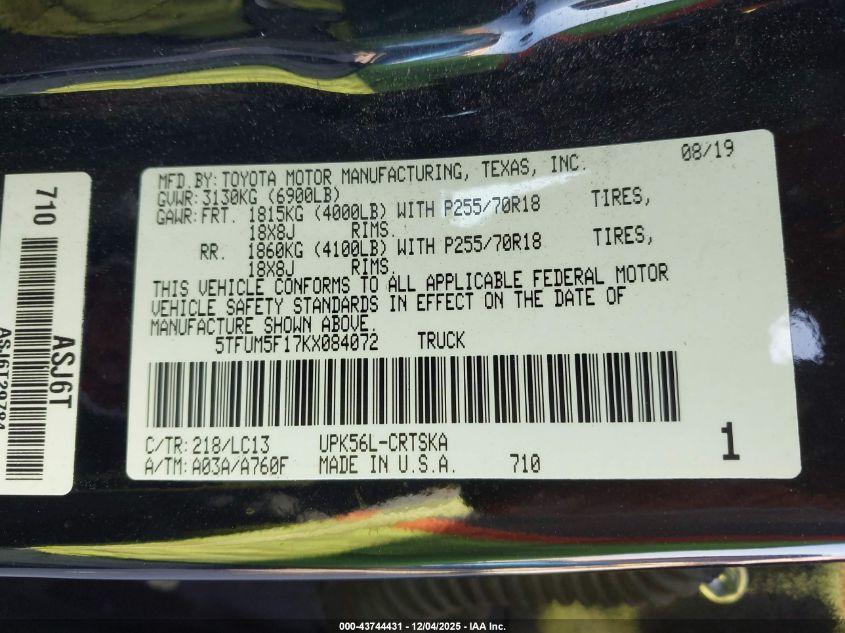 MFD.BY:TOYOTA MOTOR MANUFACTURING, TEXAS, INC. 08/19
GVWR:3130KG (6900LB)
GAWR:FRT. 1815KG (4000LB) WITH P255/70R18 TIRES,
18X8J RIMS.
RR. 1860KG (4100LB) WITH P255/70R18 TIRES,
18X8J RIMS.
THIS VEHICLE CONFORMS TO ALL APPLICABLE FEDERAL MOTOR
VEHICLE SAFETY STANDARDS IN EFFECT ON THE DATE OF
MANUFACTURE SHOWN ABOVE.
5TFUM5F17KX084072 TRUCK
C/TR:218/LC13 UPK56L-CRTSKA
A/TM:A03A/A760F MADE IN U.S.A. 710
1
710
ASJ6T
ASJ6T29784
000-43744431 - 12/04/2025 - IAA Inc.